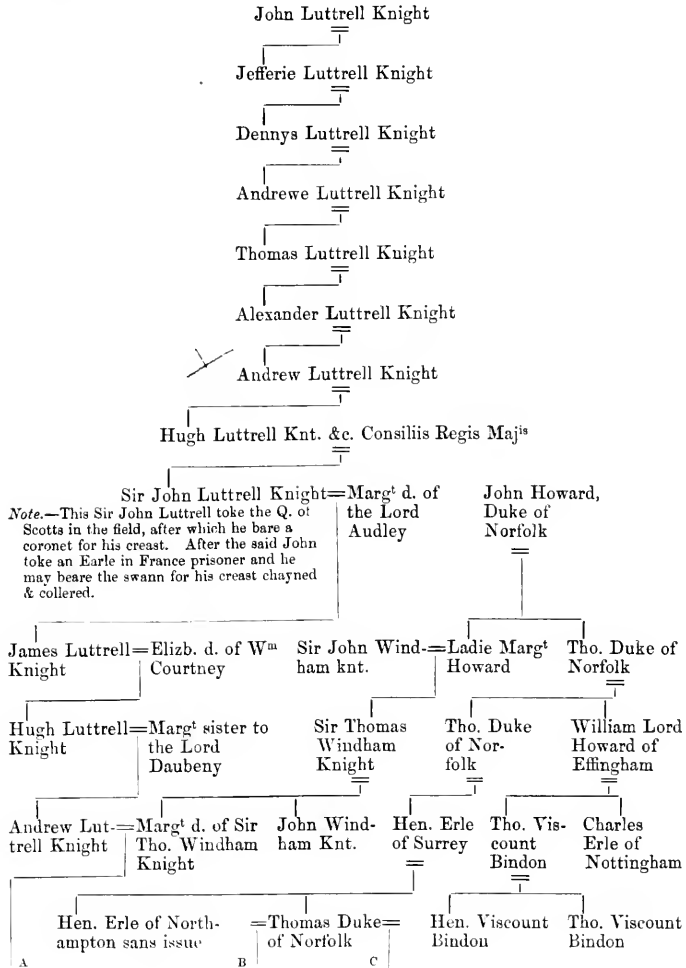 John Luttrell Knight
Jefferie Luttrell Knight
Dennys Luttrell Knight
Andrewe Luttrell Knight
Thomas Luttrell Knight
Alexander Luttrell Knight
Andrew Luttrell Knight
Hugh Luttrell Knt. &c. Consiliis Regis Majis
Sir John Luttrell Knight=Margt d. of
the Lord
Audley
John Howard,
Duke of
Norfolk
Note.—This Sir John Luttrell toke the Q. of
Scotts in the field, after which he bare a
coronet for his creast. After the said John
toke an Earle in France prisoner and he
may beare the swann for his creast chayned
& collered.
James Luttrell=Elizb. d. of Wm
Knight Courtney
Sir John Wind-=Ladie Margt
ham knt. Howard
Tho. Duke of
Norfolk
Hugh Luttrell=Margt sister to
Knight the Lord
Daubeny
Sir Thomas
Windham
Knight
Tho. Duke
of Nor-
folk
William Lord
Howard of
Effingham
Andrew Lut-=Margt d. of Sir
trell Knight Tho. Windham
Knight
John Wind-
ham Knt.
Hen. Erle
of Surrey
Tho. Vis-
count
Bindon
Charles
Erle of
Nottingham
Hen. Erle of North-
ampton sans issue
=Thomas Duke=
of Norfolk
Hen. Viscount
Bindon
Tho. Viscount
Bindon
A B C